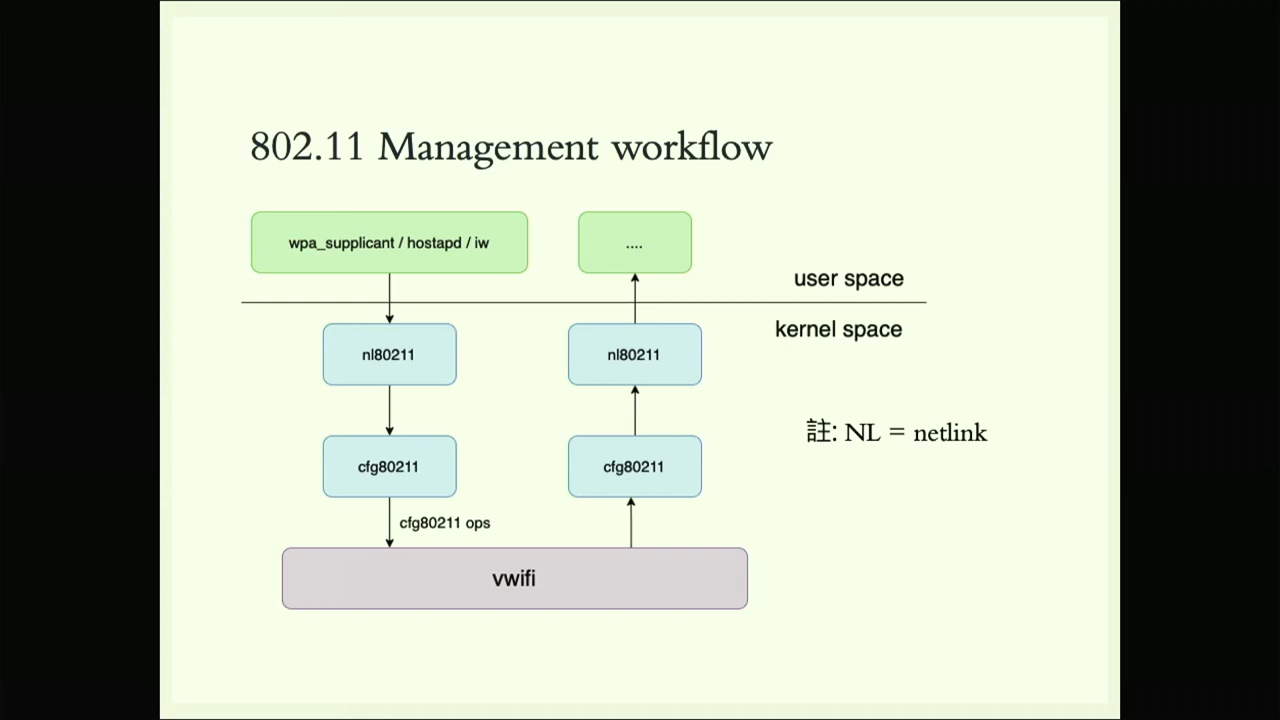 802.11 Management workflow
wpa_supplicant / hostapd / iw
....
user space
kernel space
nl80211
nl80211
註: NL = netlink
cfg80211
cfg80211
cfg80211 ops
vwifi